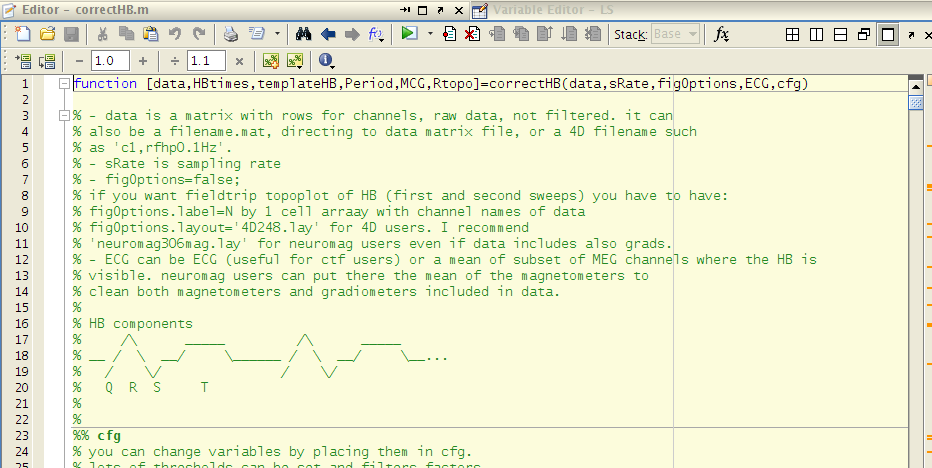 Editor - correctHB.m
Variable Editor - LS
Stack: Base
fx
- 1.0 + ÷ 1.1 ×
1 function [data,HBtimes,templateHB,Period,MCG,Rtopo]=correctHB(data,sRate,figOptions,ECG,cfg)
2
3 % - data is a matrix with rows for channels, raw data, not filtered. it can
4 % also be a filename.mat, directing to data matrix file, or a 4D filename such
5 % as 'c1,rfhp0.1Hz'.
6 % - sRate is sampling rate
7 % - figOptions=false;
8 % if you want fieldtrip topoplot of HB (first and second sweeps) you have to have:
9 % figOptions.label=N by 1 cell arraay with channel names of data
10 % figOptions.layout='4D248.lay' for 4D users. I recommend
11 % 'neuromag306mag.lay' for neuromag users even if data includes also grads.
12 % - ECG can be ECG (useful for ctf users) or a mean of subset of MEG channels where the HB is
13 % visible. neuromag users can put there the mean of the magnetometers to
14 % clean both magnetometers and gradiometers included in data.
15 %
16 % HB components
17 %     /\      _____         /\      _____
18 % __ /  \  __/     \______ /  \  __/     \__...
19 %   /    \/               /    \/
20 %   Q  R  S     T
21 %
22 %
23 %% cfg
24 % you can change variables by placing them in cfg.
25 % lots of thresholds can be set and filters factors